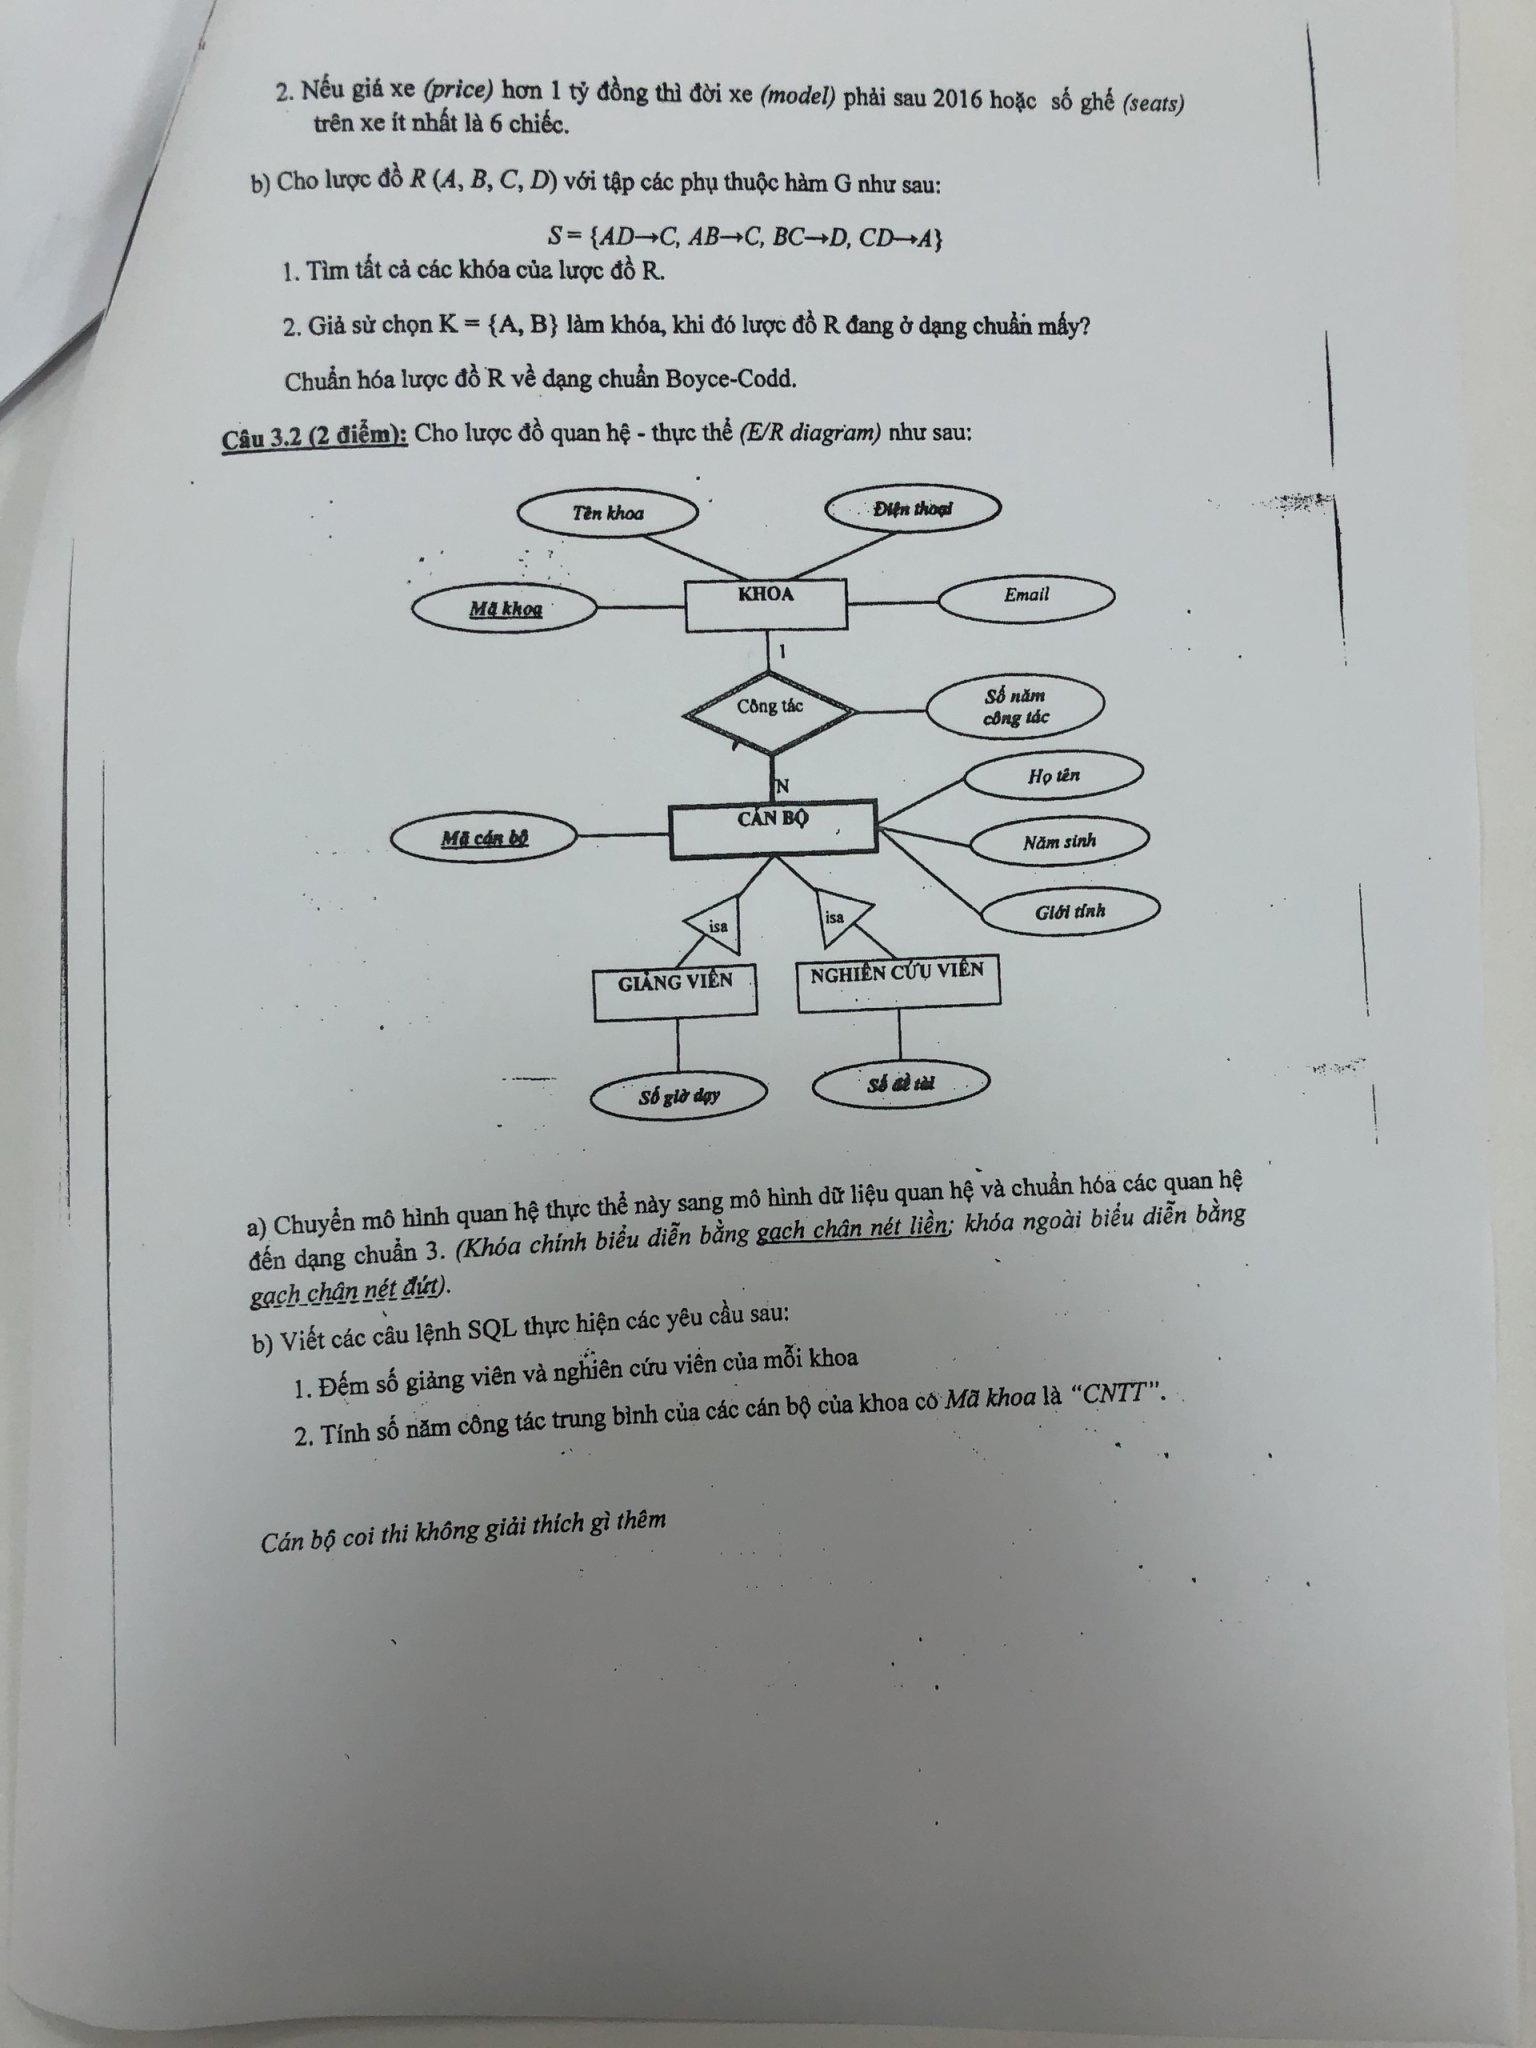 2. Nếu giá xe (price) hơn 1 tỷ đồng thì đời xe (model) phải sau 2016 hoặc số ghế (seats)
trên xe ít nhất là 6 chiếc.
b) Cho lược đồ R (A, B, C, D) với tập các phụ thuộc hàm G như sau:
S = {AD→C, AB→C, BC→D, CD→A}
1. Tìm tất cả các khóa của lược đồ R.
2. Giả sử chọn K = {A, B} làm khóa, khi đó lược đồ R đang ở dạng chuẩn mấy?
Chuẩn hóa lược đồ R về dạng chuẩn Boyce-Codd.
Câu 3.2 (2 điểm): Cho lược đồ quan hệ - thực thể (E/R diagram) như sau:
Tên khoa
Điện thoại
Mã khoa
KHOA
Email
1
Công tác
Số năm
công tác
N
Họ tên
Mã cán bộ
CÁN BỘ
Năm sinh
Giới tính
isa
isa
GIẢNG VIÊN
NGHIÊN CỨU VIÊN
Số giờ dạy
Số đề tài
a) Chuyển mô hình quan hệ thực thể này sang mô hình dữ liệu quan hệ và chuẩn hóa các quan hệ
đến dạng chuẩn 3. (Khóa chính biểu diễn bằng gạch chân nét liền; khóa ngoài biểu diễn bằng
gạch chân nét đứt).
b) Viết các câu lệnh SQL thực hiện các yêu cầu sau:
1. Đếm số giảng viên và nghiên cứu viên của mỗi khoa
2. Tính số năm công tác trung bình của các cán bộ của khoa có Mã khoa là “CNTT”.
Cán bộ coi thi không giải thích gì thêm